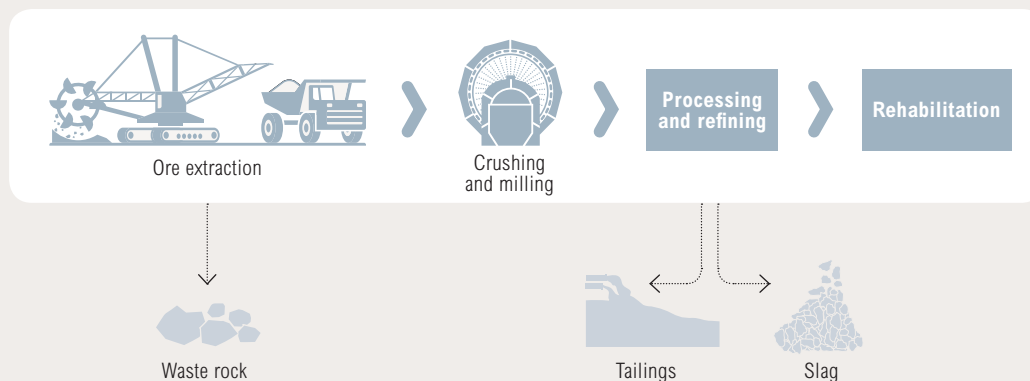 Ore extraction
Crushing
and milling
Processing
and refining
Rehabilitation
Waste rock
Tailings
Slag